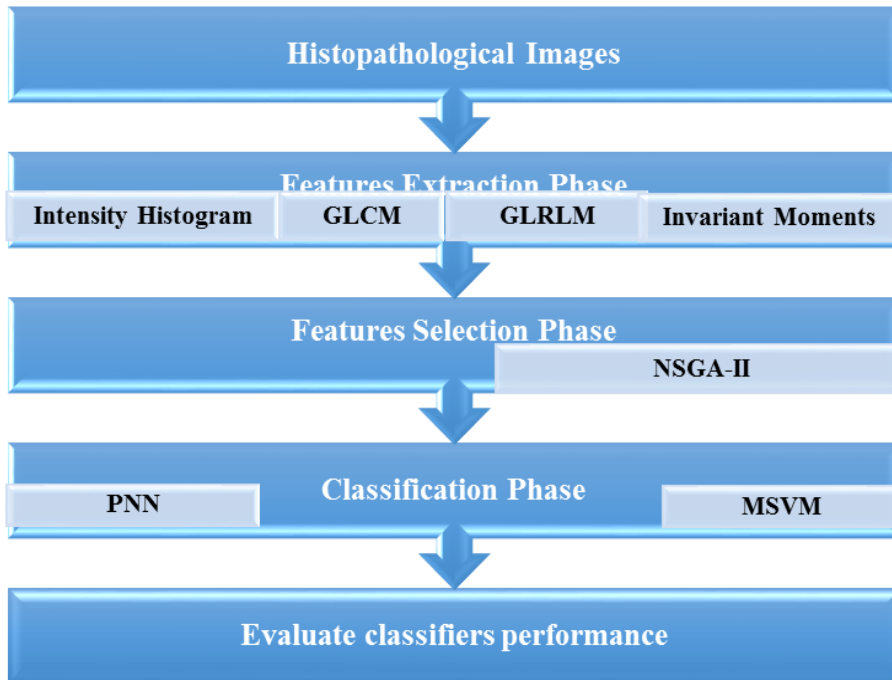 Histopathological Images
Features Extraction Phase
Intensity Histogram GLCM GLRLM Invariant Moments
Features Selection Phase
NSGA-II
Classification Phase
PNN MSVM
Evaluate classifiers performance